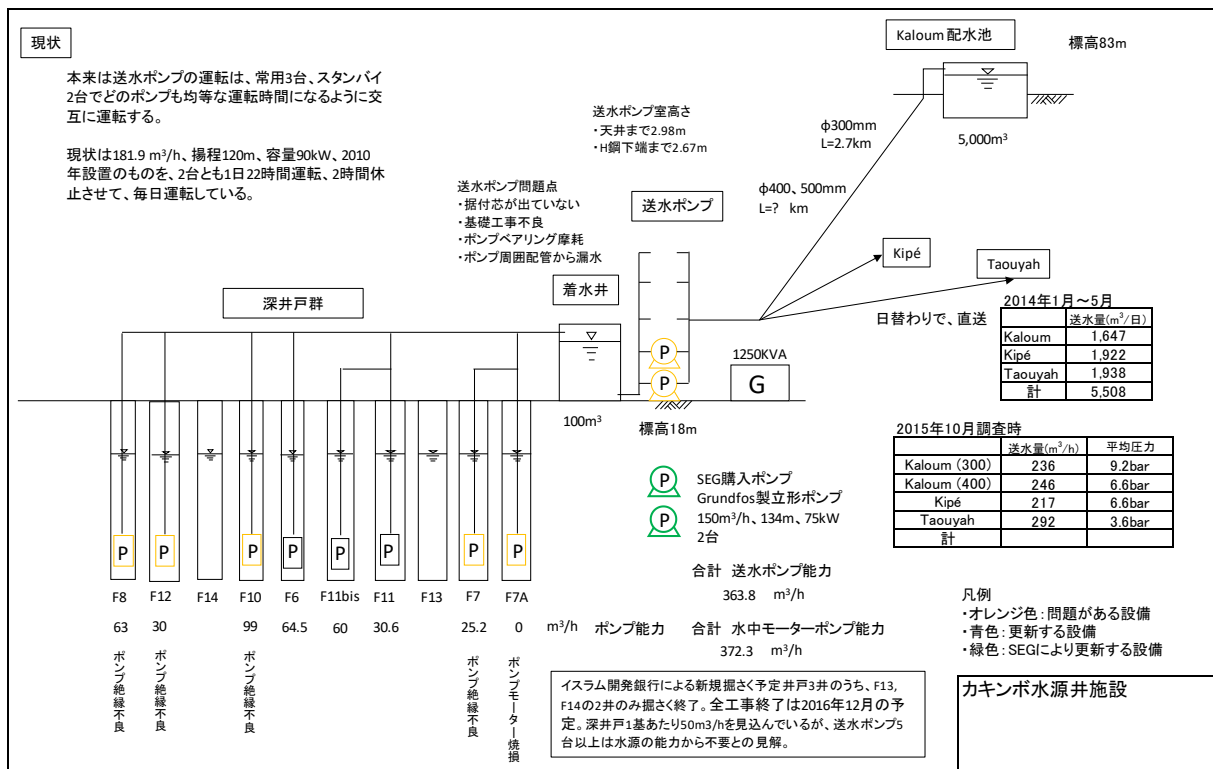 現状
本来は送水ポンプの運転は、常用3台、スタンバイ
2台でどのポンプも均等な運転時間になるように交
互に運転する。
現状は181.9 m³/h、揚程120m、容量90kW、2010
年設置のものを、2台とも1日22時間運転、2時間休
止させて、毎日運転している。
送水ポンプ室高さ
・天井まで2.98m
・H鋼下端まで2.67m
送水ポンプ問題点
・据付芯が出ていない
・基礎工事不良
・ポンプベアリング摩耗
・ポンプ周囲配管から漏水
Kaloum 配水池
標高83m
5,000m³
φ300mm
L=2.7km
φ400、500mm
L=? km
送水ポンプ
Kipé
Taouyah
日替わりで、直送
深井戸群
着水井
100m³
P
P
1250KVA
G
標高18m
2014年1月~5月
送水量(m³/日)
Kaloum 1,647
Kipé 1,922
Taouyah 1,938
計 5,508
2015年10月調査時
送水量(m³/h) 平均圧力
Kaloum (300) 236 9.2bar
Kaloum (400) 246 6.6bar
Kipé 217 6.6bar
Taouyah 292 3.6bar
計
P
P
SEG購入ポンプ
Grundfos製立形ポンプ
150m³/h、134m、75kW
2台
P P P P P P P P
F8 F12 F14 F10 F6 F11bis F11 F13 F7 F7A
63 30 99 64.5 60 30.6 25.2 0 m³/h ポンプ能力
ポンプ絶縁不良
ポンプ絶縁不良
ポンプ絶縁不良
ポンプ絶縁不良
ポンプモーター焼損
合計 送水ポンプ能力
363.8 m³/h
合計 水中モーターポンプ能力
372.3 m³/h
凡例
・オレンジ色:問題がある設備
・青色:更新する設備
・緑色:SEGにより更新する設備
イスラム開発銀行による新規掘さく予定井戸3井のうち、F13,
F14の2井のみ掘さく終了。全工事終了は2016年12月の予
定。深井戸1基あたり50m3/hを見込んでいるが、送水ポンプ5
台以上は水源の能力から不要との見解。
カキンボ水源井施設